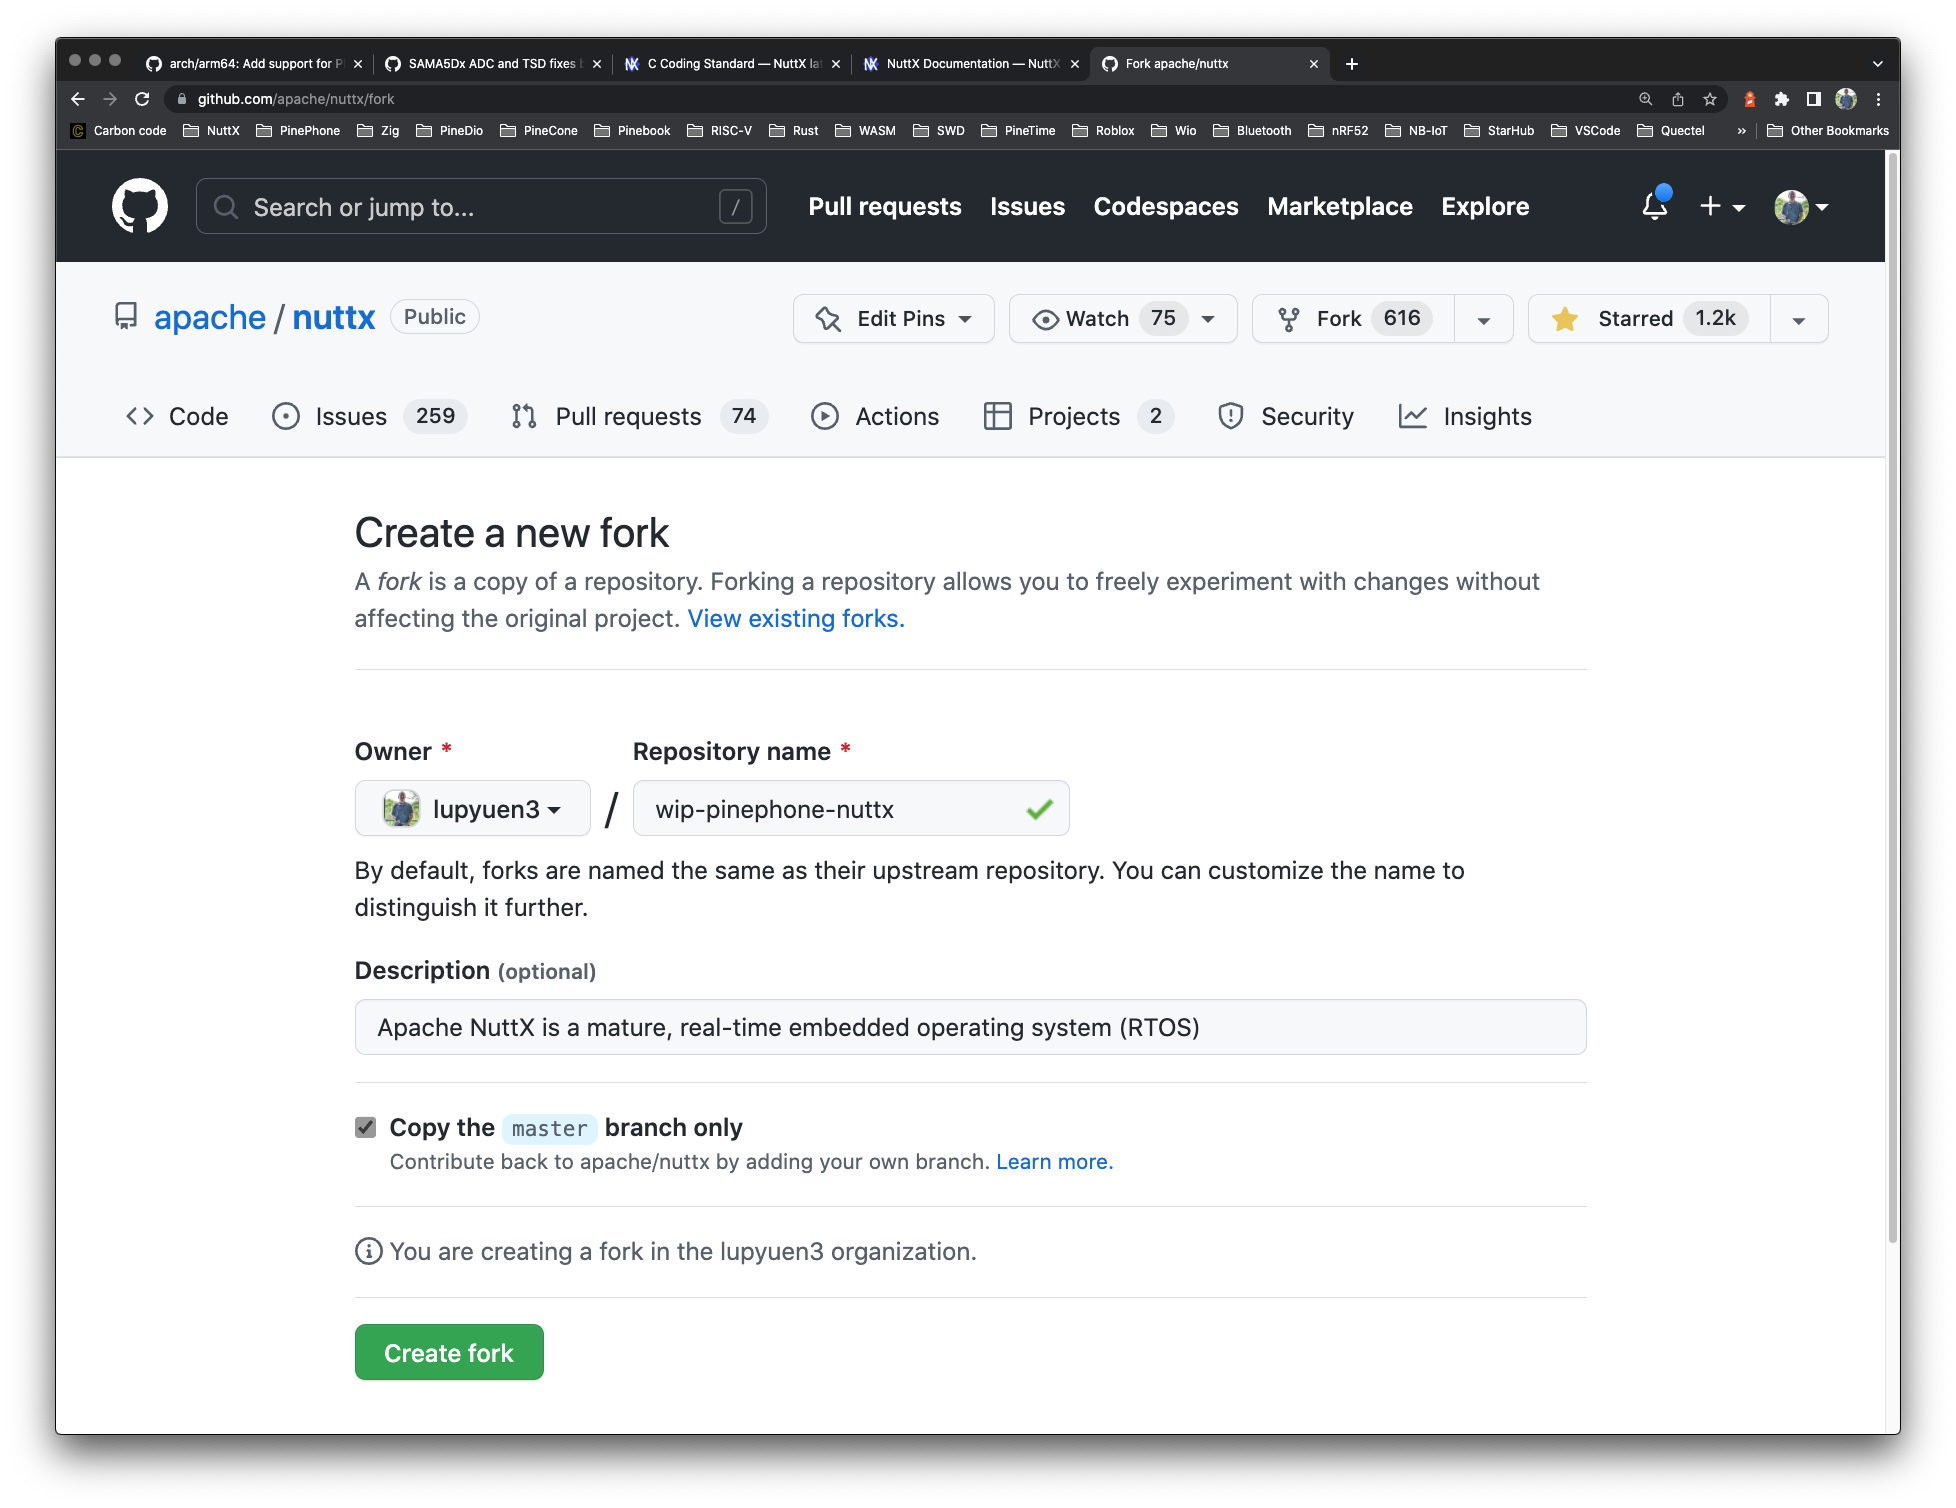 arch/arm64: Add support for P
SAMA5Dx ADC and TSD fixes
C Coding Standard — NuttX la
NuttX Documentation — NuttX
Fork apache/nuttx
github.com/apache/nuttx/fork
Carbon code NuttX PinePhone Zig PineDio PineCone Pinebook RISC-V Rust WASM SWD PineTime Roblox Wio Bluetooth nRF52 NB-IoT StarHub VSCode Quectel » Other Bookmarks
Search or jump to... /
Pull requests Issues Codespaces Marketplace Explore
apache / nuttx Public
Edit Pins Watch 75 Fork 616 Starred 1.2k
Code Issues 259 Pull requests 74 Actions Projects 2 Security Insights
Create a new fork
A fork is a copy of a repository. Forking a repository allows you to freely experiment with changes without
affecting the original project. View existing forks.
Owner * Repository name *
lupyuen3 / wip-pinephone-nuttx
By default, forks are named the same as their upstream repository. You can customize the name to
distinguish it further.
Description (optional)
Apache NuttX is a mature, real-time embedded operating system (RTOS)
Copy the master branch only
Contribute back to apache/nuttx by adding your own branch. Learn more.
You are creating a fork in the lupyuen3 organization.
Create fork